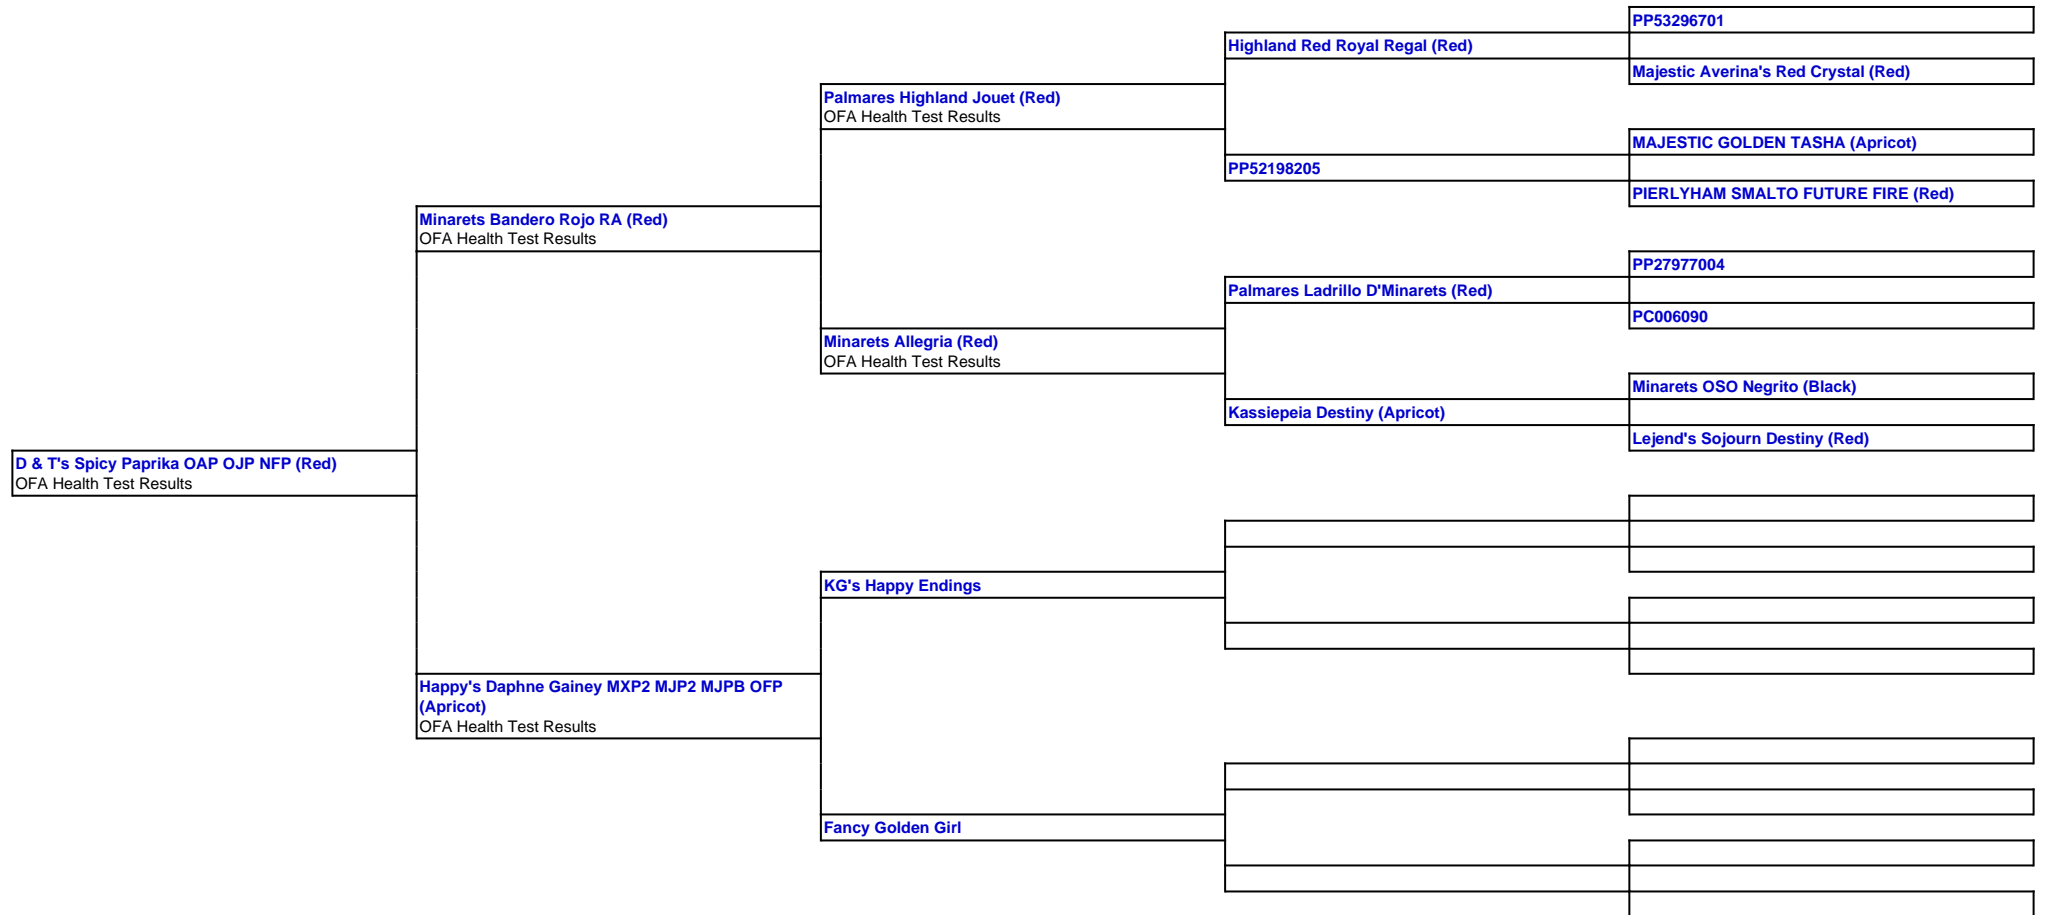 PP53296701
Highland Red Royal Regal (Red)
Majestic Averina's Red Crystal (Red)
Palmares Highland Jouet (Red)
OFA Health Test Results
MAJESTIC GOLDEN TASHA (Apricot)
PP52198205
PIERLYHAM SMALTO FUTURE FIRE (Red)
Minarets Bandero Rojo RA (Red)
OFA Health Test Results
PP27977004
Palmares Ladrillo D'Minarets (Red)
PC006090
Minarets Allegria (Red)
OFA Health Test Results
Minarets OSO Negrito (Black)
Kassiepeia Destiny (Apricot)
Lejend's Sojourn Destiny (Red)
D & T's Spicy Paprika OAP OJP NFP (Red)
OFA Health Test Results
KG's Happy Endings
Happy's Daphne Gainey MXP2 MJP2 MJPB OFP
(Apricot)
OFA Health Test Results
Fancy Golden Girl